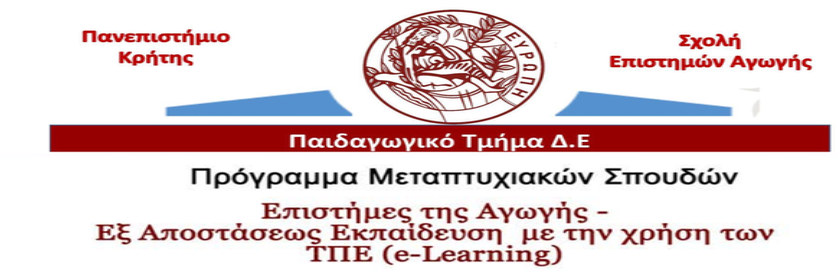 Πανεπιστήμιο
Κρήτης
ΕΥΡΩΠΗ
Σχολή
Επιστημών Αγωγής
Παιδαγωγικό Τμήμα Δ.Ε
Πρόγραμμα Μεταπτυχιακών Σπουδών
Επιστήμες της Αγωγής -
Εξ Αποστάσεως Εκπαίδευση με την χρήση των
ΤΠΕ (e-Learning)